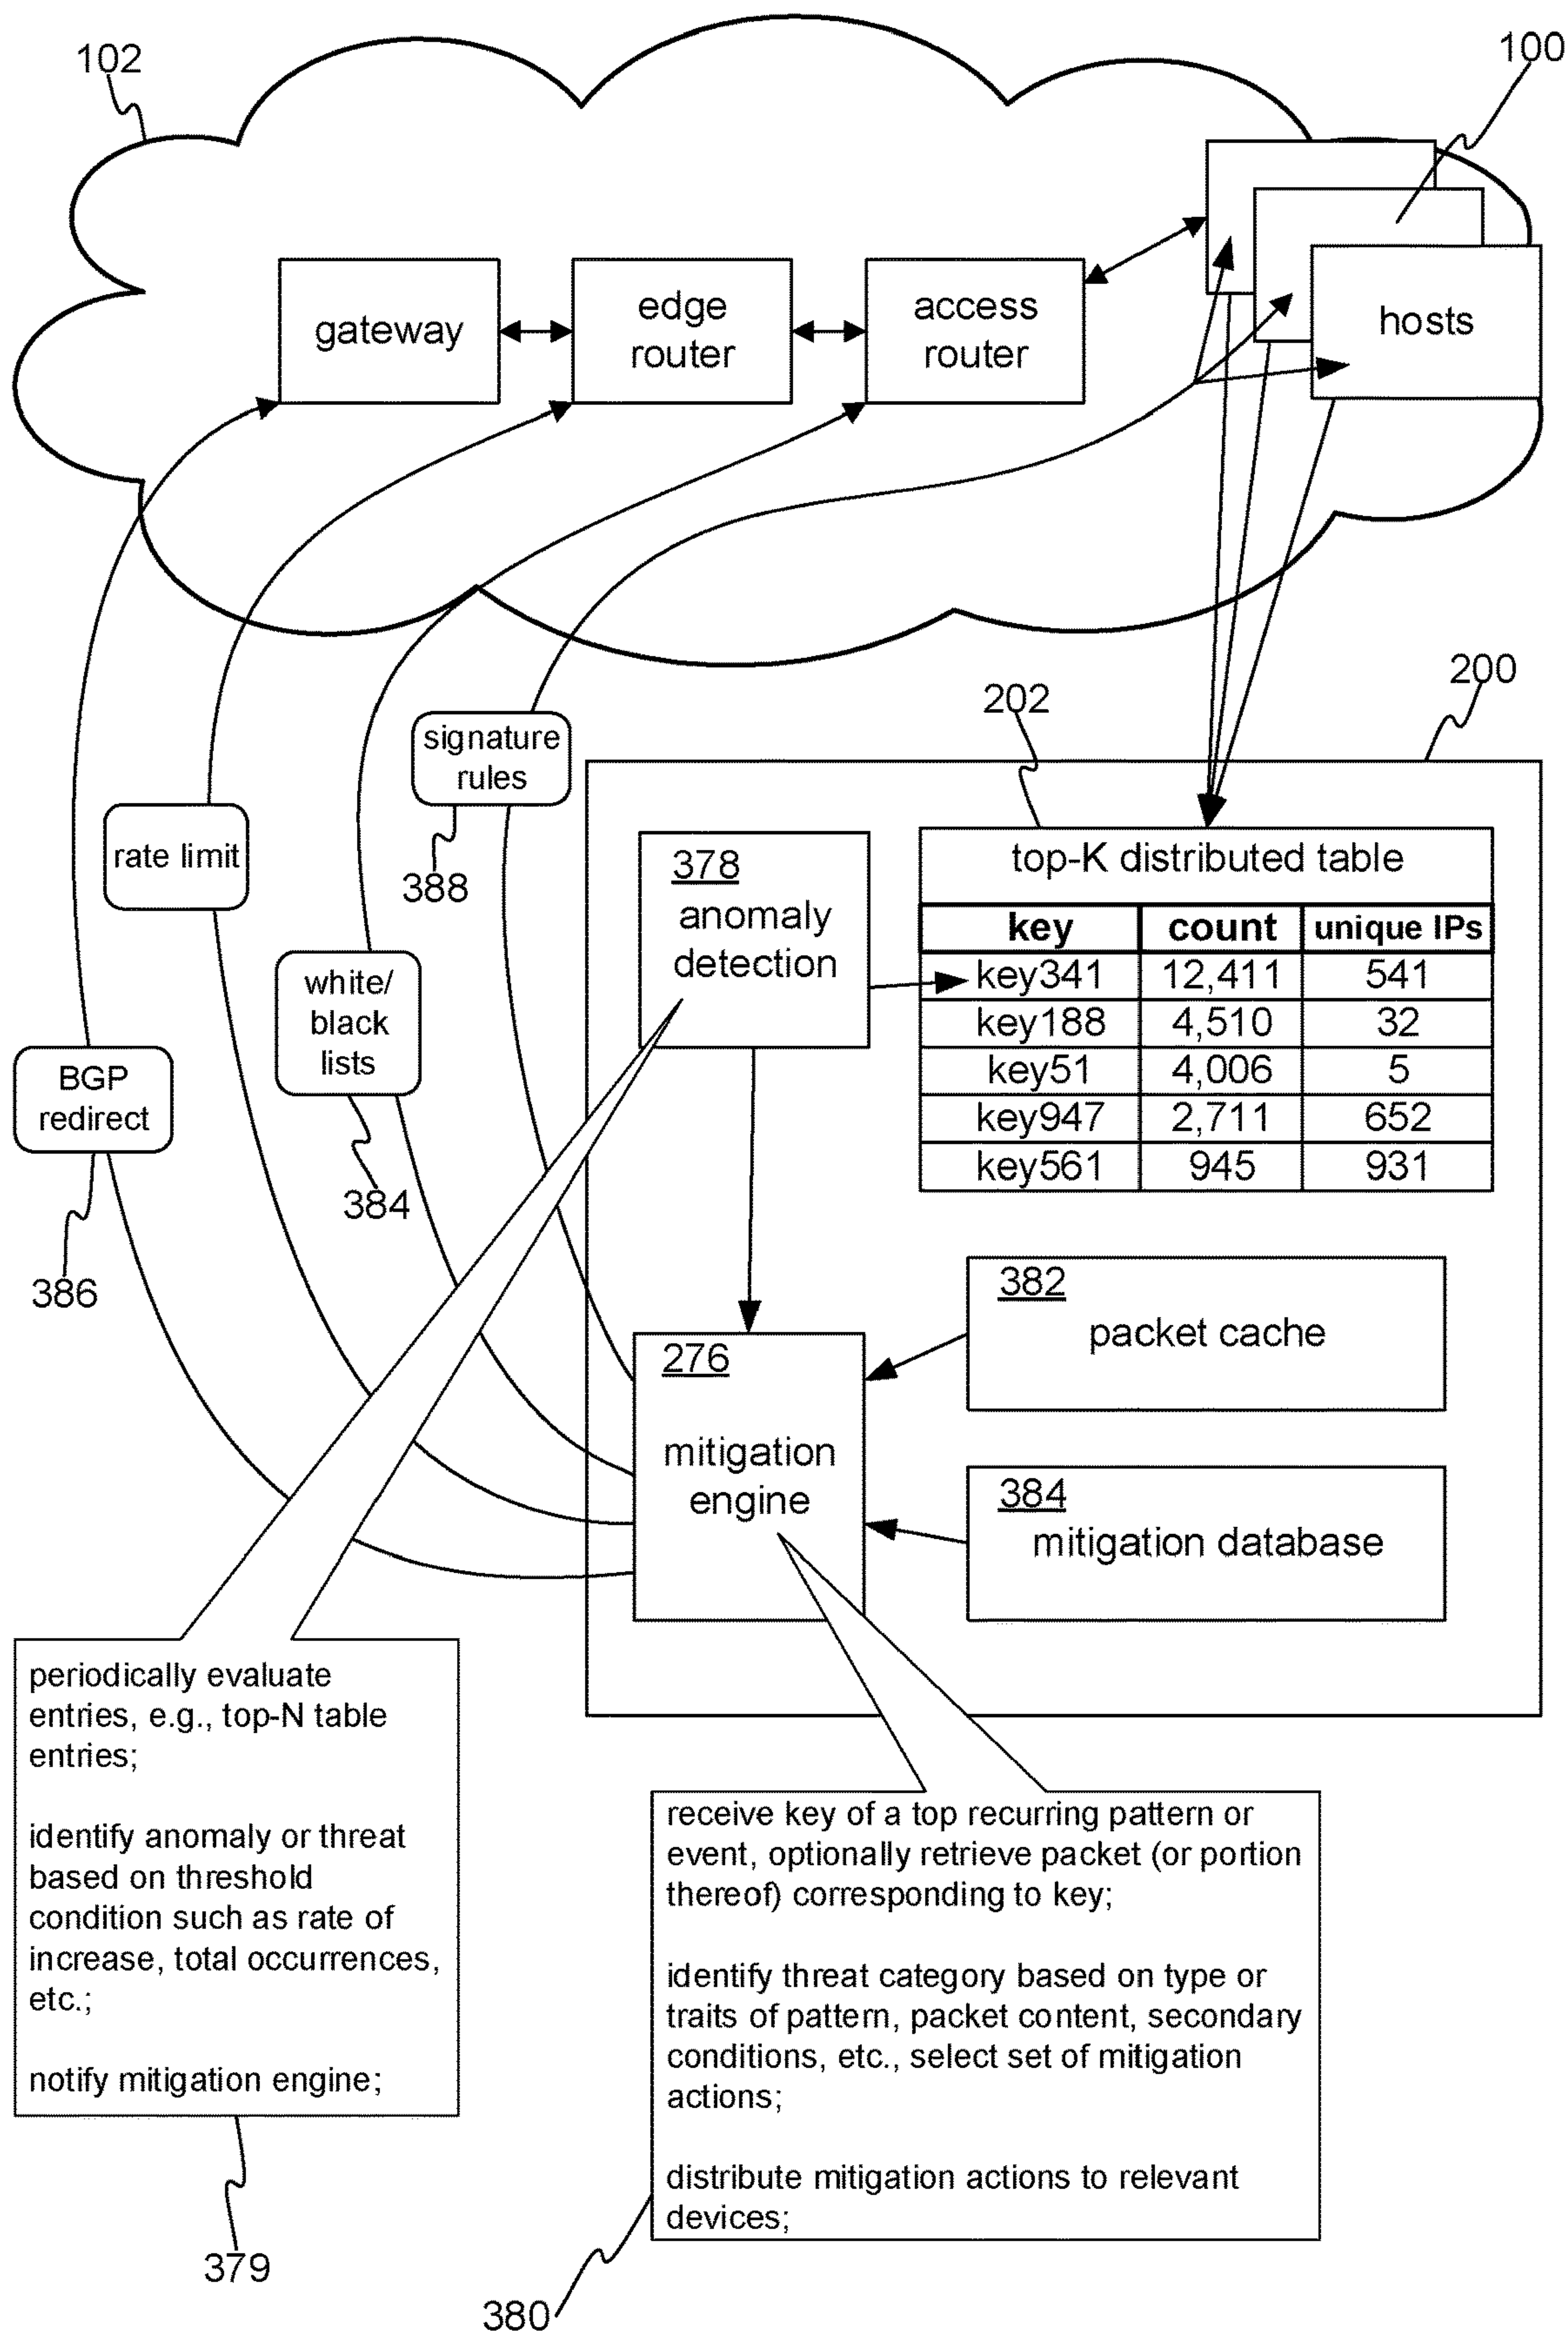 102
100
gateway
edge
router
access
router
hosts
200
202
signature
rules
388
rate limit
white/
black
lists
384
BGP
redirect
386
378
anomaly
detection
top-K distributed table
key count unique IPs
key341 12,411 541
key188 4,510 32
key51 4,006 5
key947 2,711 652
key561 945 931
382
packet cache
276
mitigation
engine
384
mitigation database
periodically evaluate
entries, e.g., top-N table
entries;
identify anomaly or threat
based on threshold
condition such as rate of
increase, total occurrences,
etc.;
notify mitigation engine;
379
receive key of a top recurring pattern or
event, optionally retrieve packet (or portion
thereof) corresponding to key;
identify threat category based on type or
traits of pattern, packet content, secondary
conditions, etc., select set of mitigation
actions;
distribute mitigation actions to relevant
devices;
380